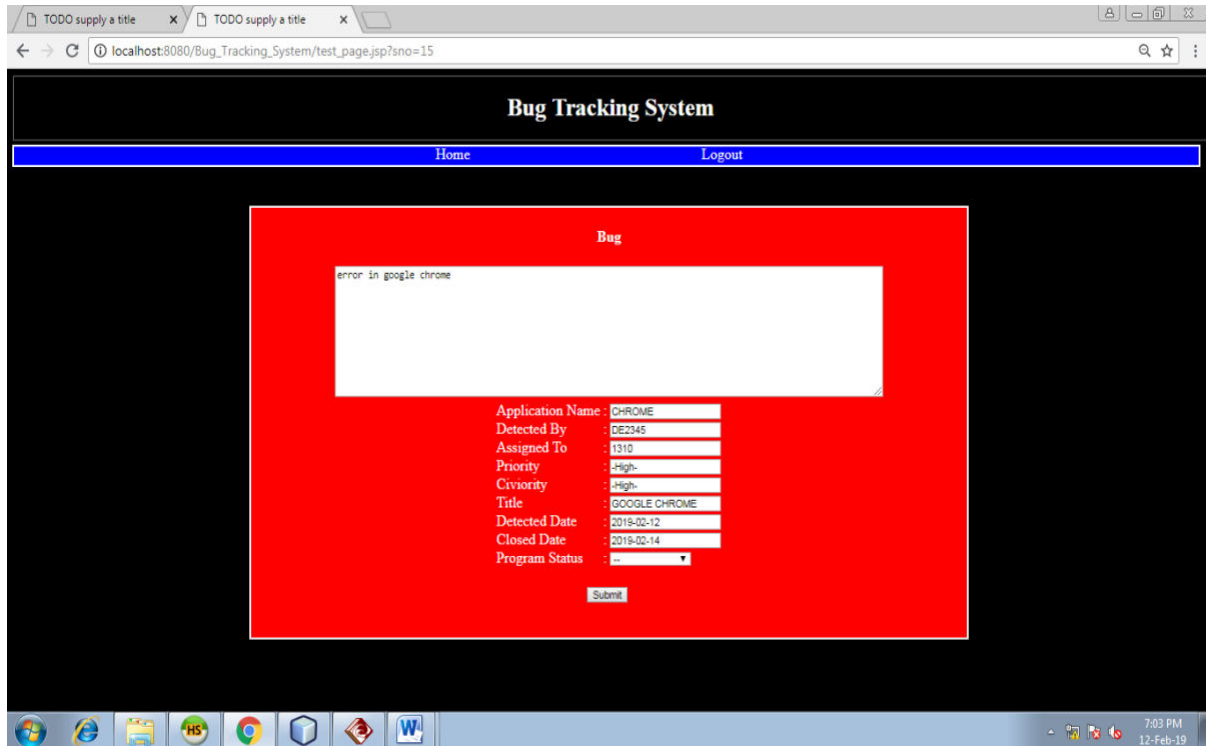 TODO supply a title
TODO supply a title
localhost:8080/Bug_Tracking_System/test_page.jsp?sno=15
Bug Tracking System
Home Logout
Bug
error in google chrome
Application Name : CHROME
Detected By : DE2345
Assigned To : 1310
Priority : -High-
Civiority : -High-
Title : GOOGLE CHROME
Detected Date : 2019-02-12
Closed Date : 2019-02-14
Program Status : --
Submit
HS
W
7:03 PM
12-Feb-19